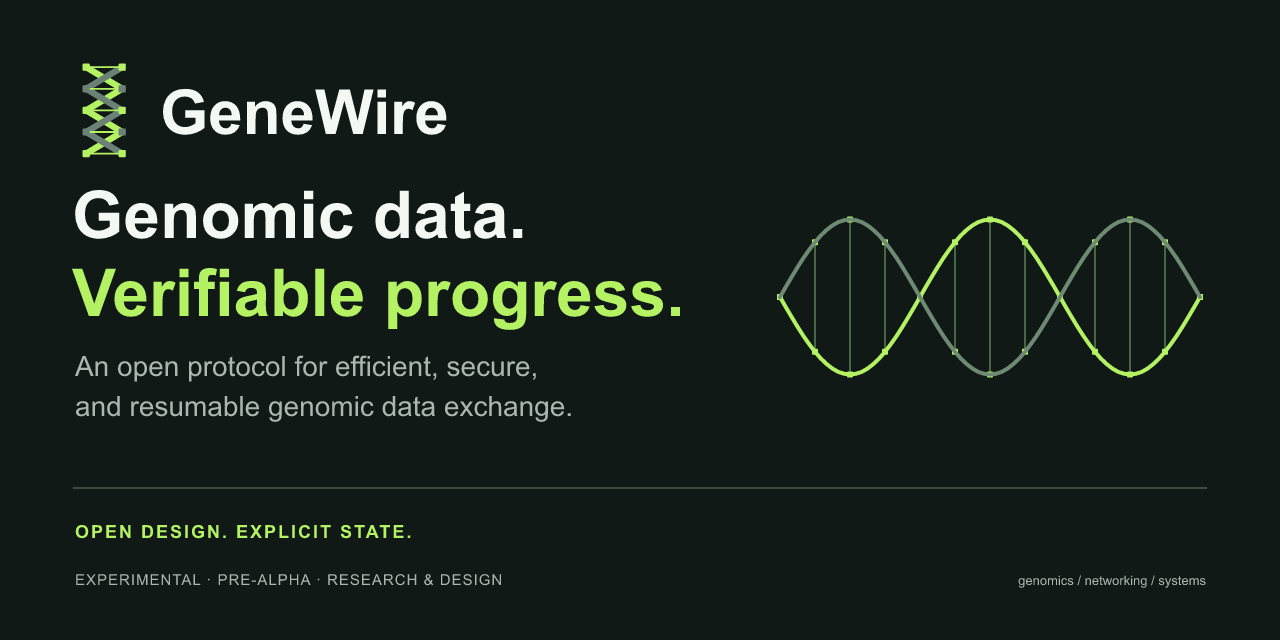 GeneWire
Genomic data.
Verifiable progress.
An open protocol for efficient, secure,
and resumable genomic data exchange.
OPEN DESIGN. EXPLICIT STATE.
EXPERIMENTAL · PRE-ALPHA · RESEARCH & DESIGN
genomics / networking / systems